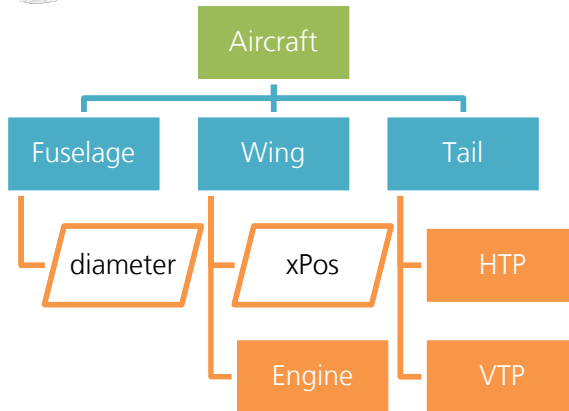 Aircraft
Fuselage
Wing
Tail
diameter
xPos
HTP
Engine
VTP